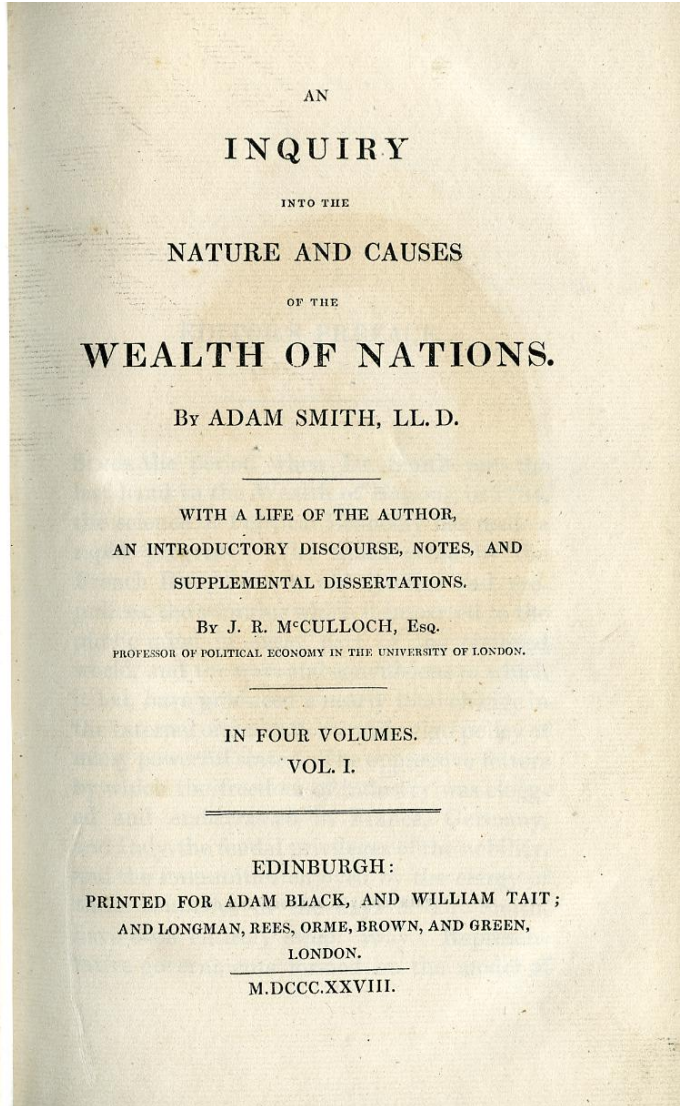 AN
INQUIRY
INTO THE
NATURE AND CAUSES
OF THE
WEALTH OF NATIONS.
By ADAM SMITH, LL. D.
WITH A LIFE OF THE AUTHOR,
AN INTRODUCTORY DISCOURSE, NOTES, AND
SUPPLEMENTAL DISSERTATIONS.
By J. R. MᶜCULLOCH, Esq.
PROFESSOR OF POLITICAL ECONOMY IN THE UNIVERSITY OF LONDON.
IN FOUR VOLUMES.
VOL. I.
EDINBURGH:
PRINTED FOR ADAM BLACK, AND WILLIAM TAIT;
AND LONGMAN, REES, ORME, BROWN, AND GREEN,
LONDON.
M.DCCC.XXVIII.